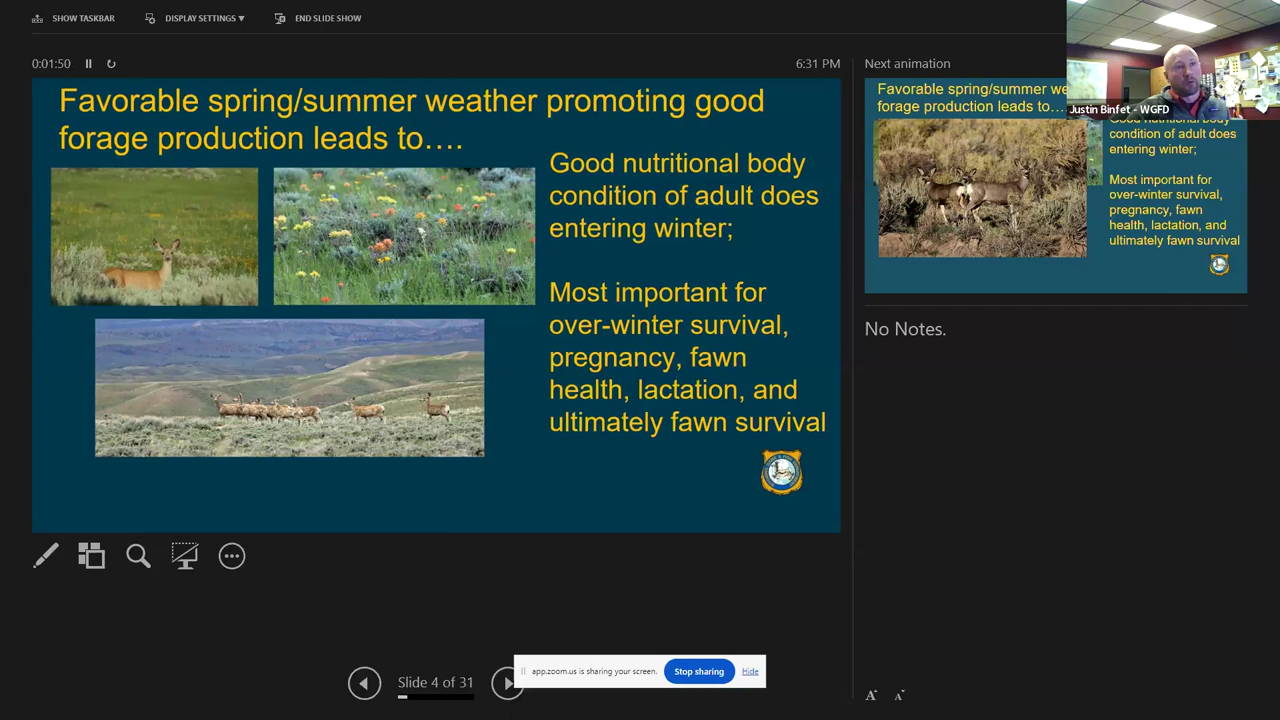 SHOW TASKBAR
DISPLAY SETTINGS ▾
END SLIDE SHOW
0:01:50
6:31 PM
Favorable spring/summer weather promoting good
forage production leads to….
Good nutritional body
condition of adult does
entering winter;
Most important for
over-winter survival,
pregnancy, fawn
health, lactation, and
ultimately fawn survival
Next animation
Favorable spring/summer we
forage production leads to….
Justin Binfet - WGFD
Good nutritional body
condition of adult does
entering winter;
Most important for
over-winter survival,
pregnancy, fawn
health, lactation, and
ultimately fawn survival
No Notes.
Slide 4 of 31
app.zoom.us is sharing your screen.
Stop sharing
Hide
A A